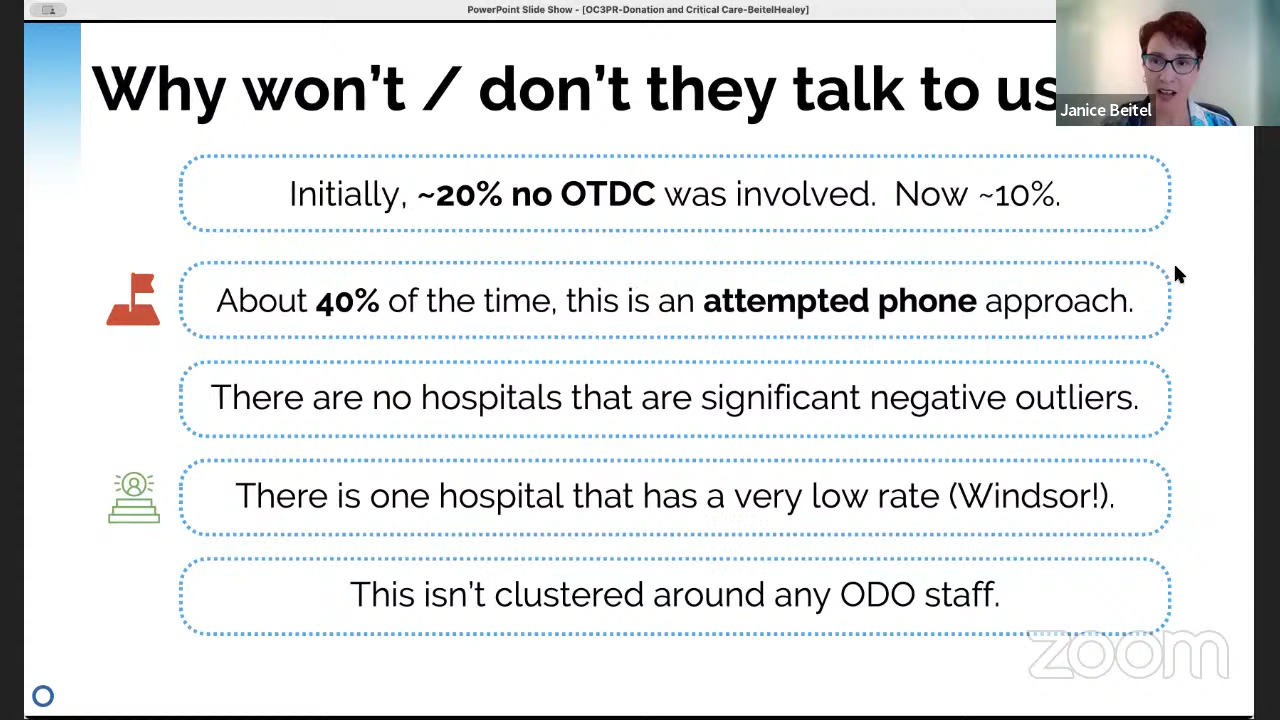 PowerPoint Slide Show - [OC3PR-Donation and Critical Care-BeitelHealey]
Why won’t / don’t they talk to us
Janice Beitel
Initially, ~20% no OTDC was involved. Now ~10%.
About 40% of the time, this is an attempted phone approach.
There are no hospitals that are significant negative outliers.
There is one hospital that has a very low rate (Windsor!).
This isn’t clustered around any ODO staff.
zoom